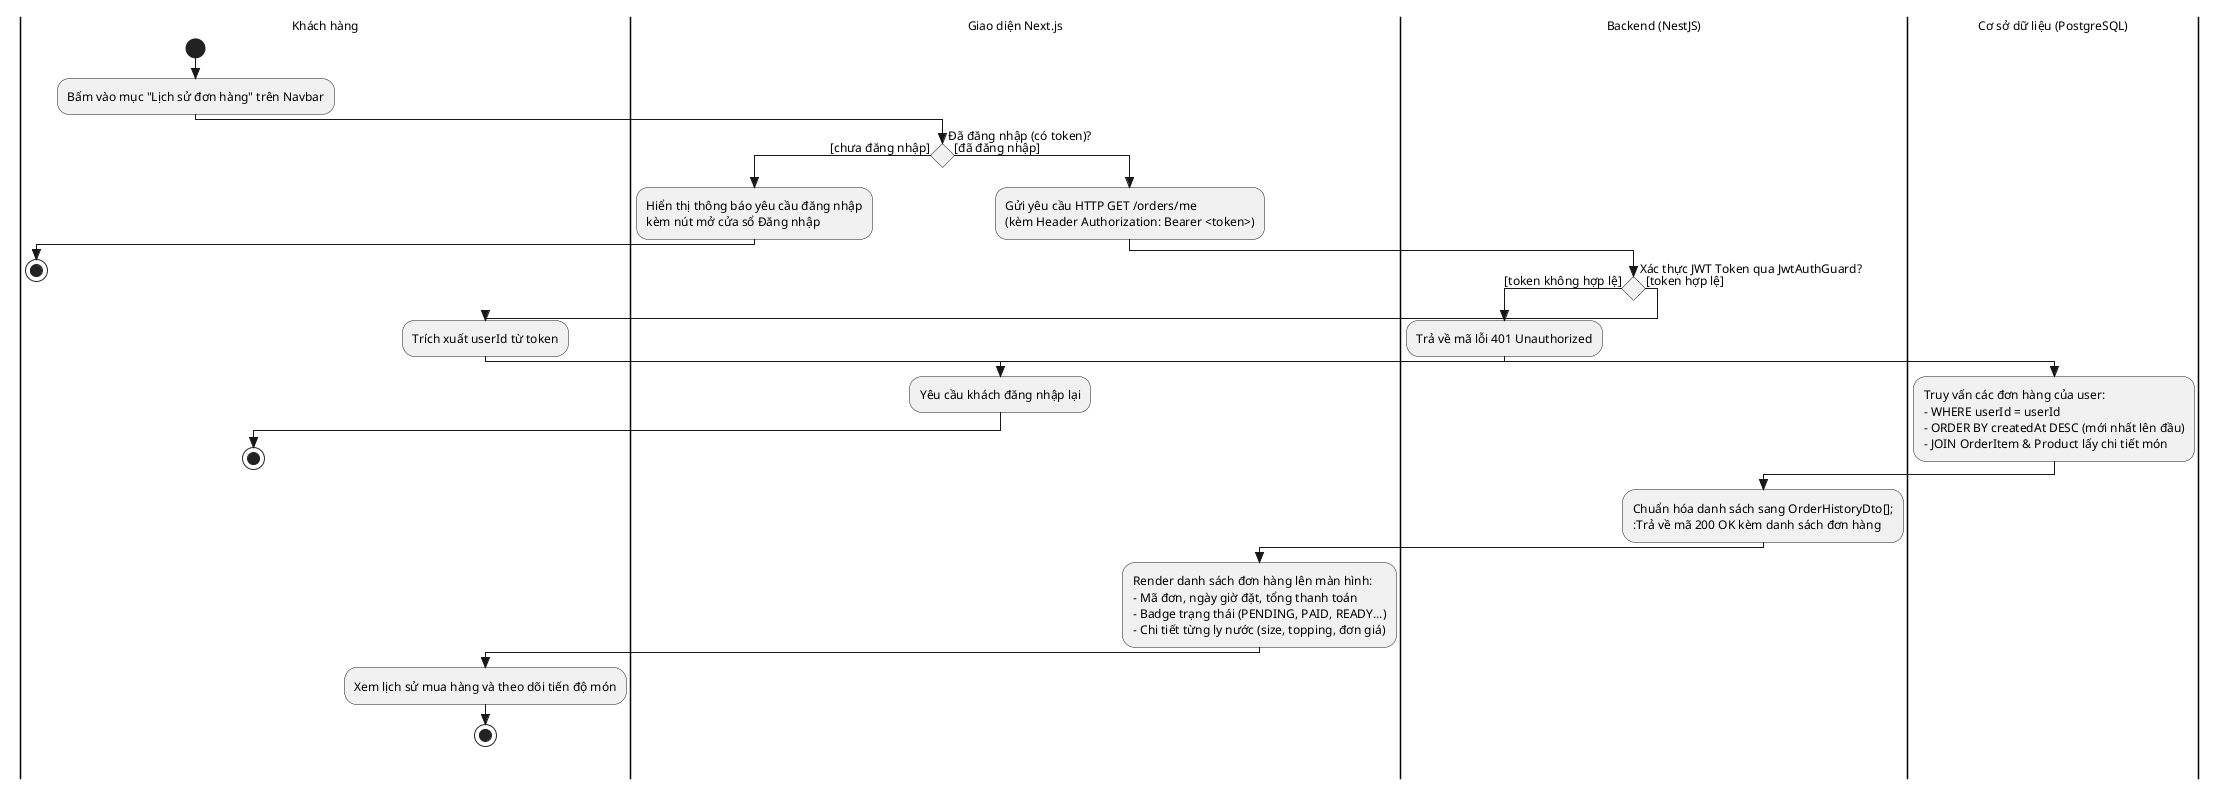 Khách hàng
Giao diện Next.js
Backend (NestJS)
Cơ sở dữ liệu (PostgreSQL)
Bấm vào mục "Lịch sử đơn hàng" trên Navbar
Đã đăng nhập (có token)?
[chưa đăng nhập]
[đã đăng nhập]
Hiển thị thông báo yêu cầu đăng nhập
kèm nút mở cửa sổ Đăng nhập
Gửi yêu cầu HTTP GET /orders/me
(kèm Header Authorization: Bearer <token>)
Xác thực JWT Token qua JwtAuthGuard?
[token không hợp lệ]
[token hợp lệ]
Trích xuất userId từ token
Trả về mã lỗi 401 Unauthorized
Yêu cầu khách đăng nhập lại
Truy vấn các đơn hàng của user:
- WHERE userId = userId
- ORDER BY createdAt DESC (mới nhất lên đầu)
- JOIN OrderItem & Product lấy chi tiết món
Chuẩn hóa danh sách sang OrderHistoryDto[];
:Trả về mã 200 OK kèm danh sách đơn hàng
Render danh sách đơn hàng lên màn hình:
- Mã đơn, ngày giờ đặt, tổng thanh toán
- Badge trạng thái (PENDING, PAID, READY...)
- Chi tiết từng ly nước (size, topping, đơn giá)
Xem lịch sử mua hàng và theo dõi tiến độ món